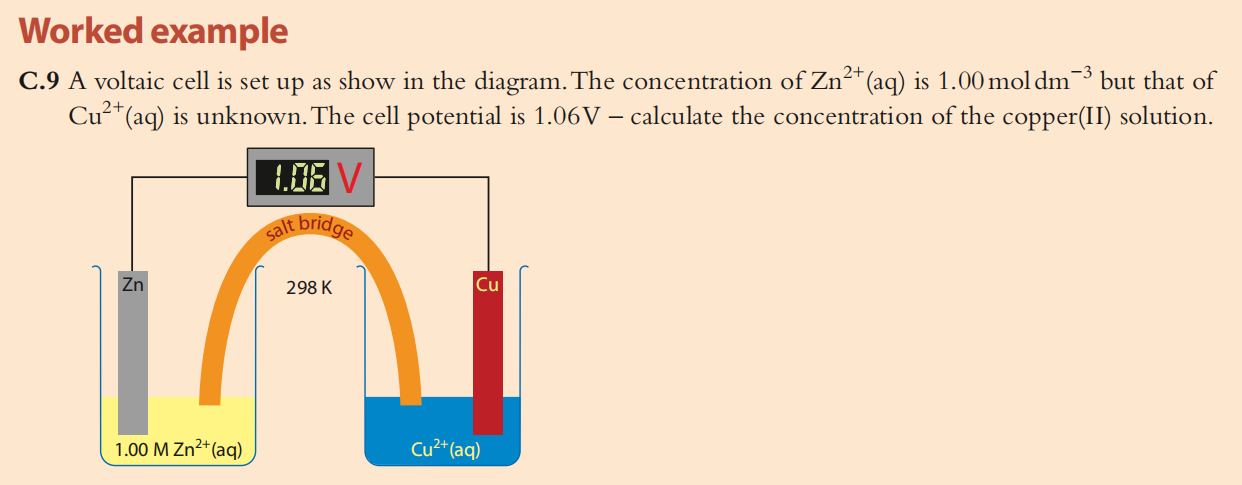 Worked example
C.9 A voltaic cell is set up as show in the diagram. The concentration of Zn²⁺(aq) is 1.00 mol dm⁻³ but that of
Cu²⁺(aq) is unknown. The cell potential is 1.06 V – calculate the concentration of the copper(II) solution.
1.06 V
salt bridge
Zn
298 K
Cu
1.00 M Zn²⁺(aq)
Cu²⁺(aq)